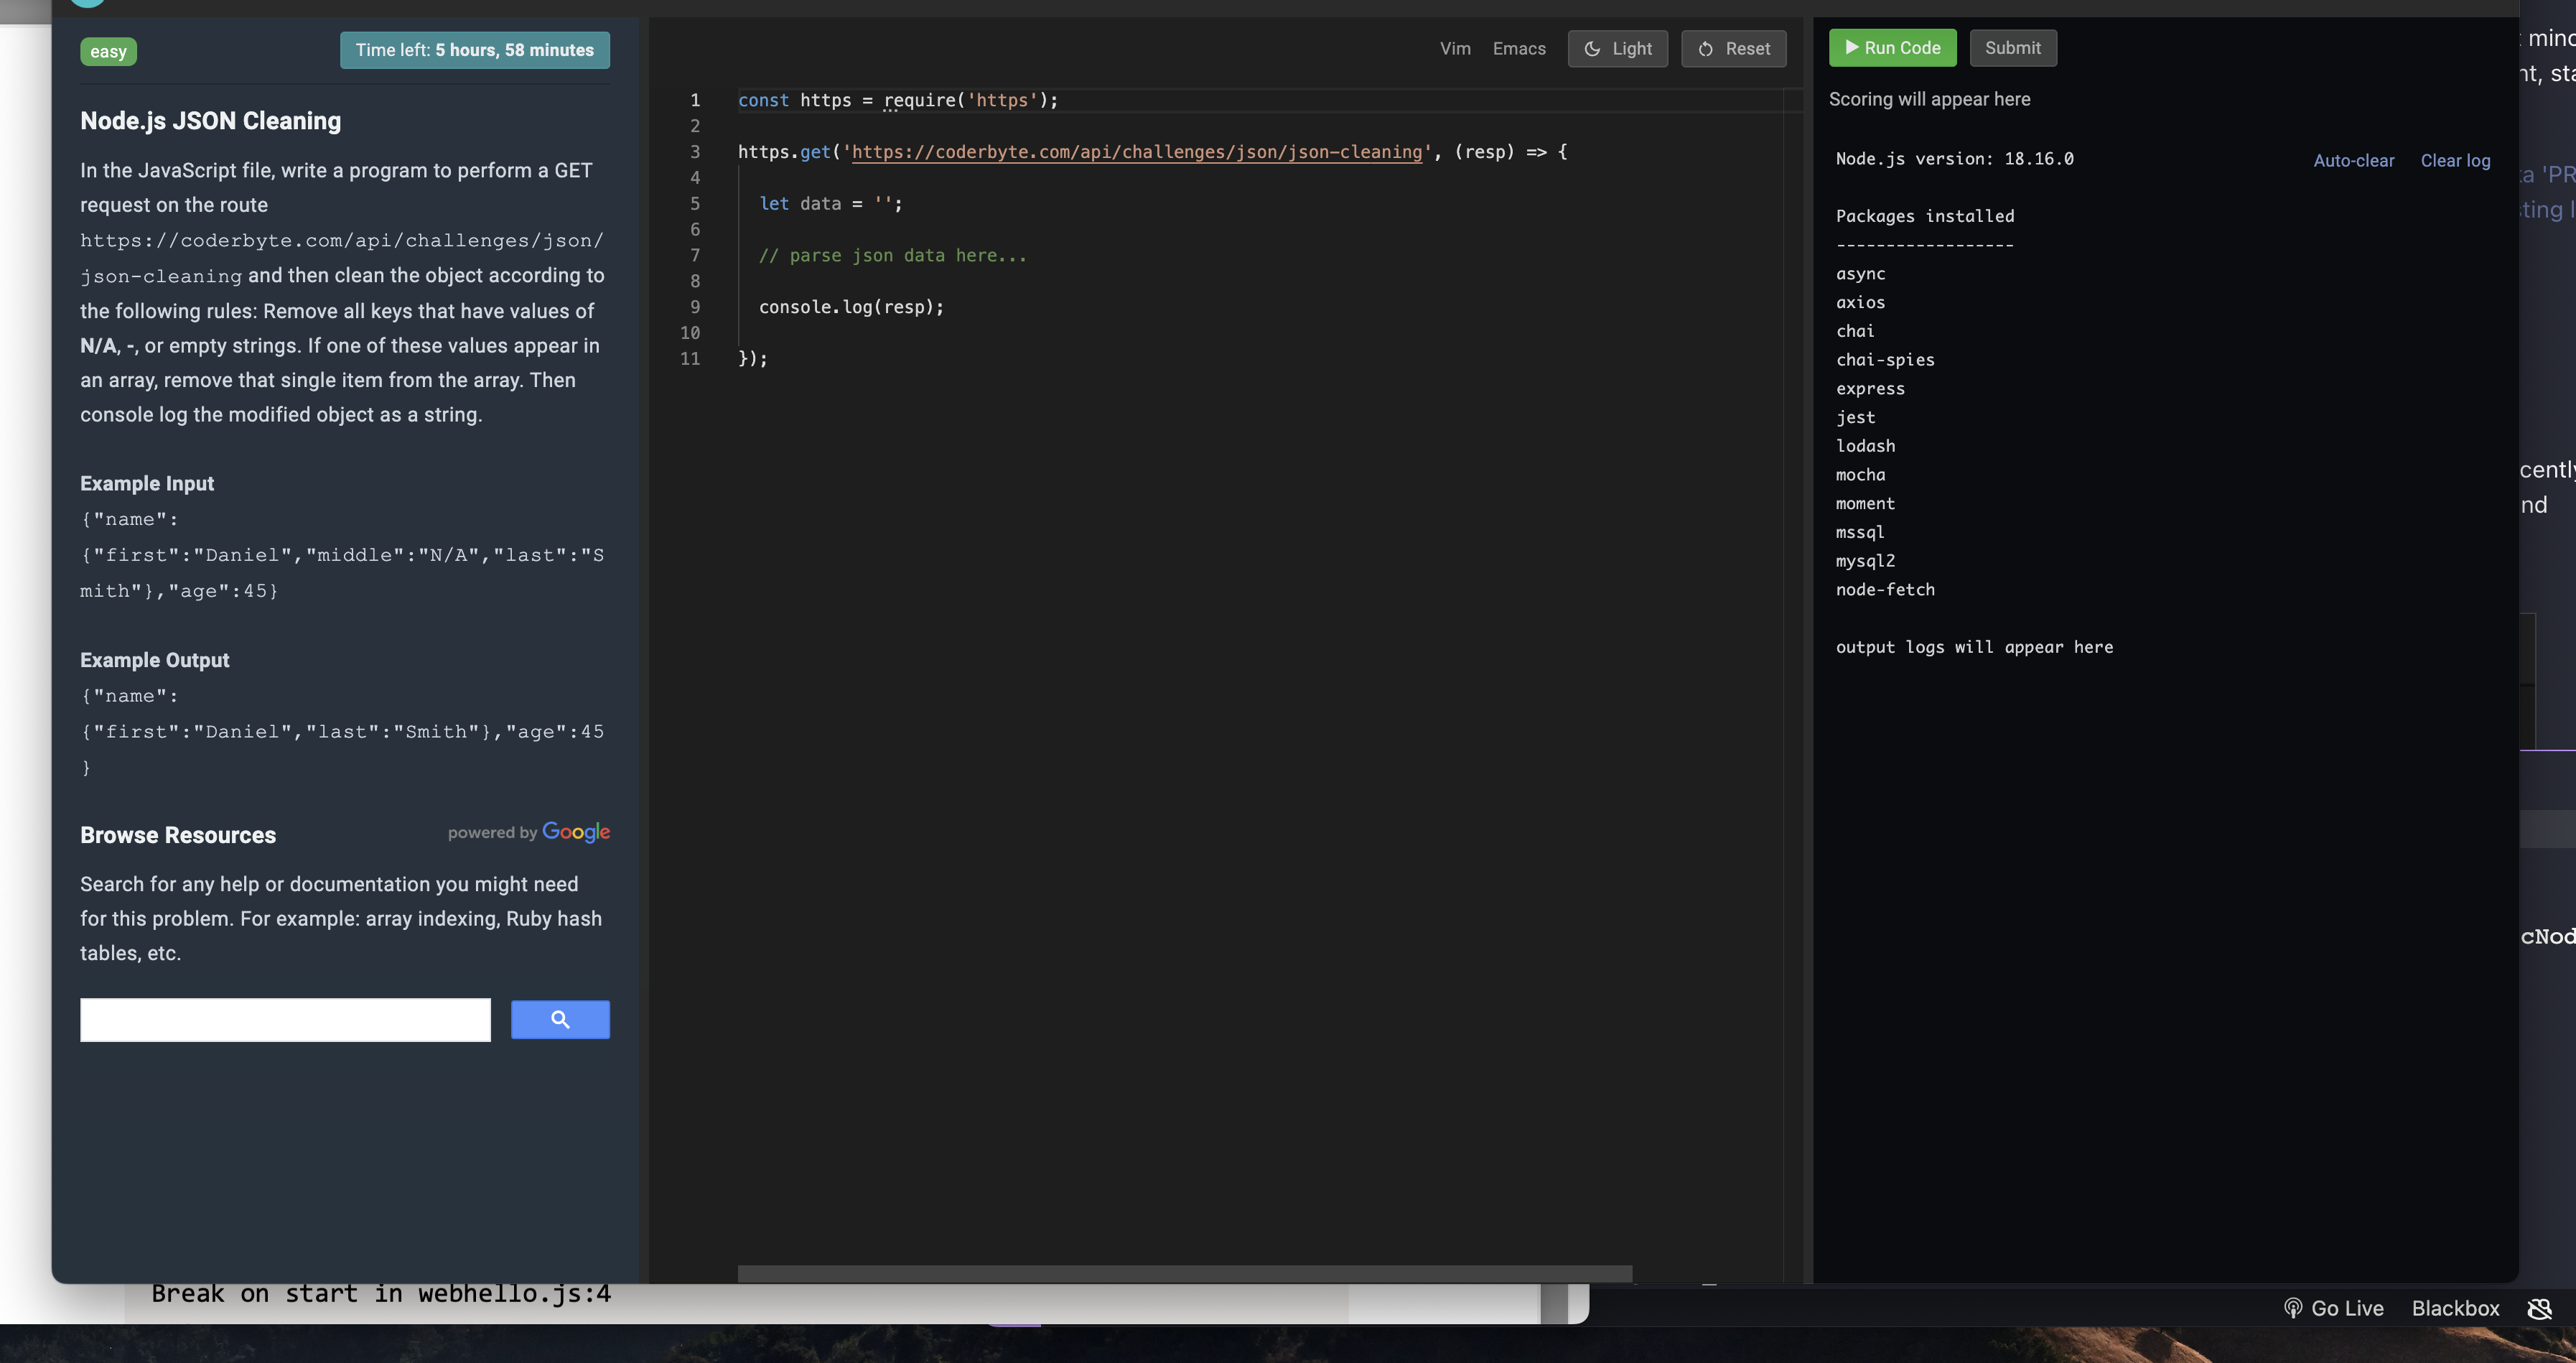 easy
Time left: 5 hours, 58 minutes
Node.js JSON Cleaning
In the JavaScript file, write a program to perform a GET
request on the route
https://coderbyte.com/api/challenges/json/
json-cleaning and then clean the object according to
the following rules: Remove all keys that have values of
N/A, -, or empty strings. If one of these values appear in
an array, remove that single item from the array. Then
console log the modified object as a string.
Example Input
{"name":
{"first":"Daniel","middle":"N/A","last":"S
mith"},"age":45}
Example Output
{"name":
{"first":"Daniel","last":"Smith"},"age":45
}
Browse Resources
powered by Google
Search for any help or documentation you might need
for this problem. For example: array indexing, Ruby hash
tables, etc.
Vim Emacs Light Reset
1 const https = require('https');
2
3 https.get('https://coderbyte.com/api/challenges/json/json-cleaning', (resp) => {
4
5 let data = '';
6
7 // parse json data here...
8
9 console.log(resp);
10
11 });
Run Code Submit
Scoring will appear here
Node.js version: 18.16.0
Auto-clear Clear log
Packages installed
------------------
async
axios
chai
chai-spies
express
jest
lodash
mocha
moment
mssql
mysql2
node-fetch
output logs will appear here
nd
Break on start in webhello.js:4
Go Live Blackbox